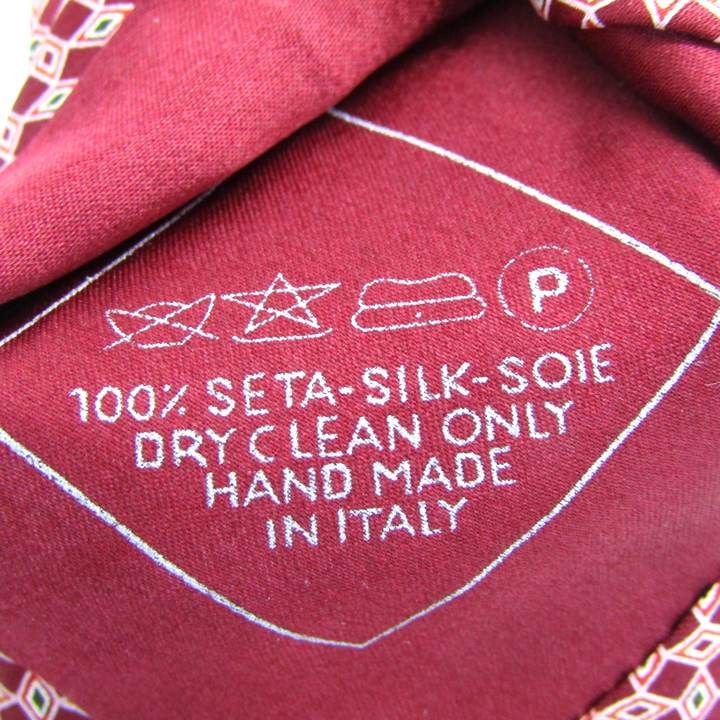 P
100% SETA-SILK-SOIE
DRY CLEAN ONLY
HAND MADE
IN ITALY